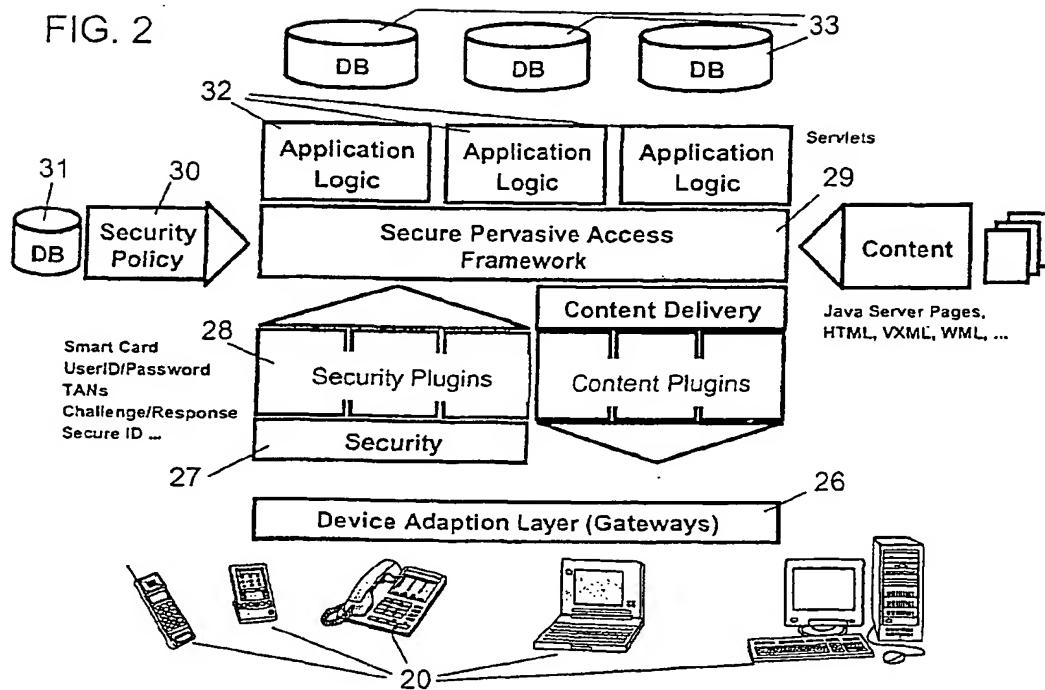 FIG. 2
33
DB
DB
DB
32
Application Logic
Application Logic
Application Logic
Servlets
31
30
29
DB
Security Policy
Secure Pervasive Access Framework
Content
Content Delivery
Java Server Pages,
HTML, VXML, WML, ...
28
Smart Card
UserID/Password
TANs
Challenge/Response
Secure ID ...
Security Plugins
Content Plugins
Security
27
26
Device Adaption Layer (Gateways)
20